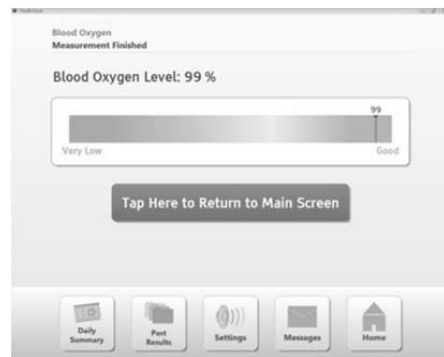 Blood Oxygen
Measurement Finished
Blood Oxygen Level: 99 %
99
Very Low
Good
Tap Here to Return to Main Screen
Daily
Summary
Past
Results
Settings
Messages
Home